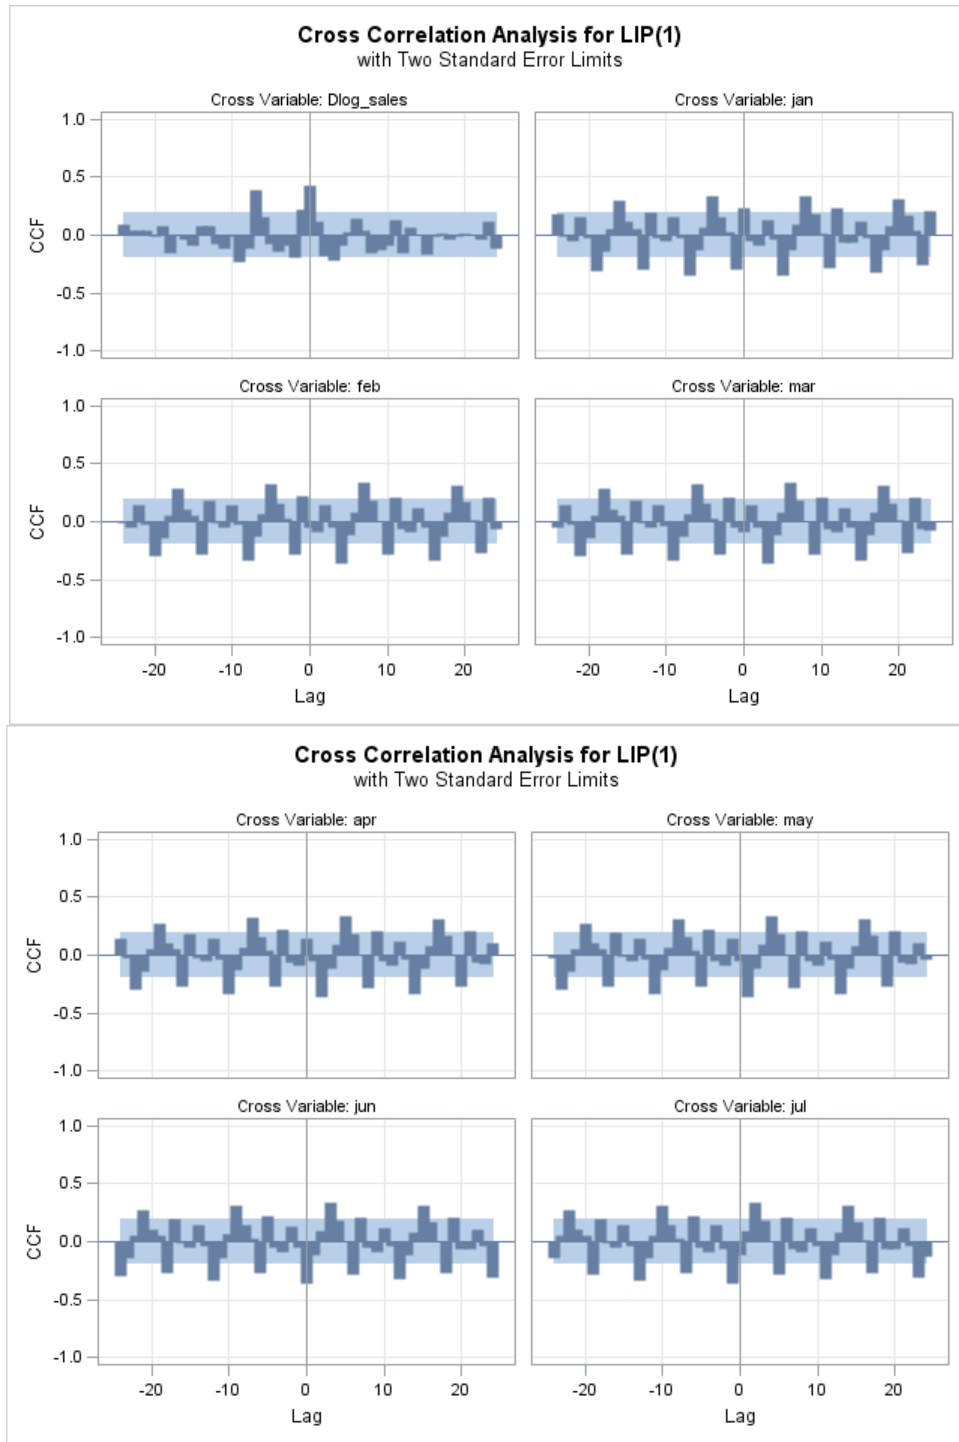 Cross Correlation Analysis for LIP(1)
with Two Standard Error Limits
Cross Variable: Dlog_sales
Cross Variable: jan
1.0
0.5
0.0
-0.5
-1.0
CCF
Cross Variable: feb
Cross Variable: mar
1.0
0.5
0.0
-0.5
-1.0
CCF
-20 -10 0 10 20
-20 -10 0 10 20
Lag
Lag
Cross Correlation Analysis for LIP(1)
with Two Standard Error Limits
Cross Variable: apr
Cross Variable: may
1.0
0.5
0.0
-0.5
-1.0
CCF
Cross Variable: jun
Cross Variable: jul
1.0
0.5
0.0
-0.5
-1.0
CCF
-20 -10 0 10 20
-20 -10 0 10 20
Lag
Lag